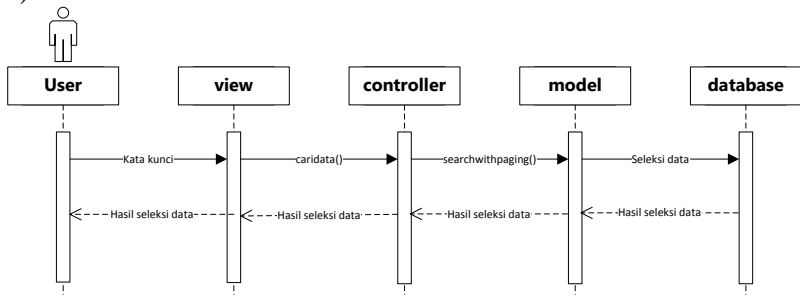 User view controller model database
Kata kunci caridata() searchwithpaging() Seleksi data
Hasil seleksi data Hasil seleksi data Hasil seleksi data Hasil seleksi data